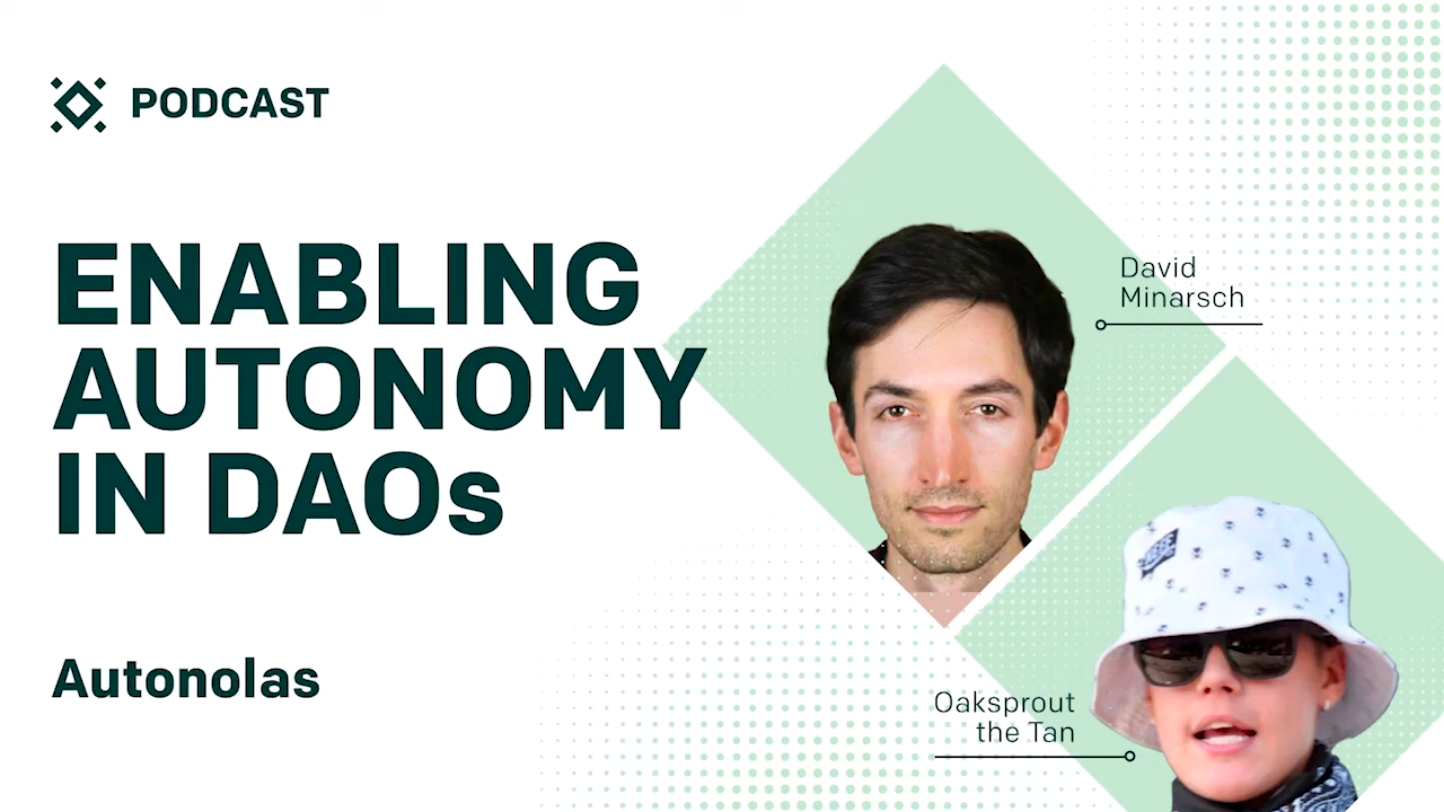 PODCAST
ENABLING
AUTONOMY
IN DAOs
David
Minarsch
Oaksprout
the Tan
Autonolas